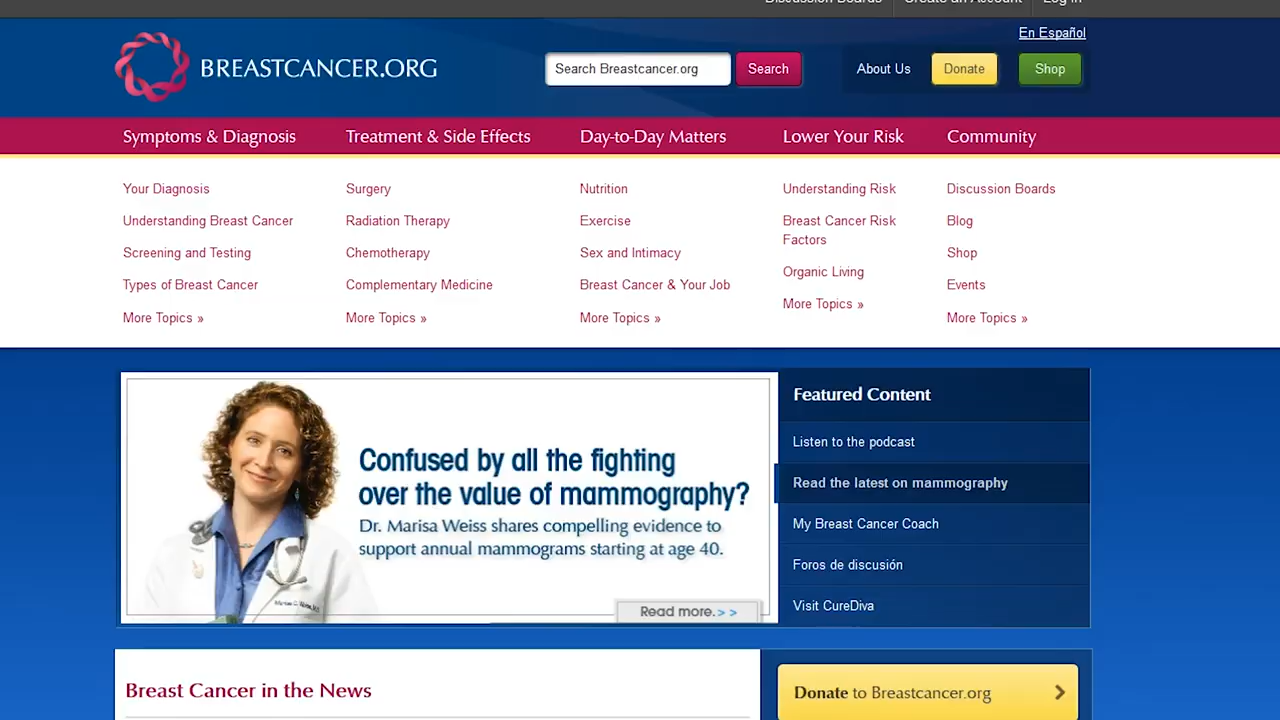 Discussion Boards
Create an Account
Log in
En Español
BREASTCANCER.ORG
Search Breastcancer.org
Search
About Us
Donate
Shop
Symptoms & Diagnosis
Treatment & Side Effects
Day-to-Day Matters
Lower Your Risk
Community
Your Diagnosis
Understanding Breast Cancer
Screening and Testing
Types of Breast Cancer
More Topics »
Surgery
Radiation Therapy
Chemotherapy
Complementary Medicine
More Topics »
Nutrition
Exercise
Sex and Intimacy
Breast Cancer & Your Job
More Topics »
Understanding Risk
Breast Cancer Risk
Factors
Organic Living
More Topics »
Discussion Boards
Blog
Shop
Events
More Topics »
Confused by all the fighting
over the value of mammography?
Dr. Marisa Weiss shares compelling evidence to
support annual mammograms starting at age 40.
Read more. > >
Featured Content
Listen to the podcast
Read the latest on mammography
My Breast Cancer Coach
Foros de discusión
Visit CureDiva
Breast Cancer in the News
Donate to Breastcancer.org